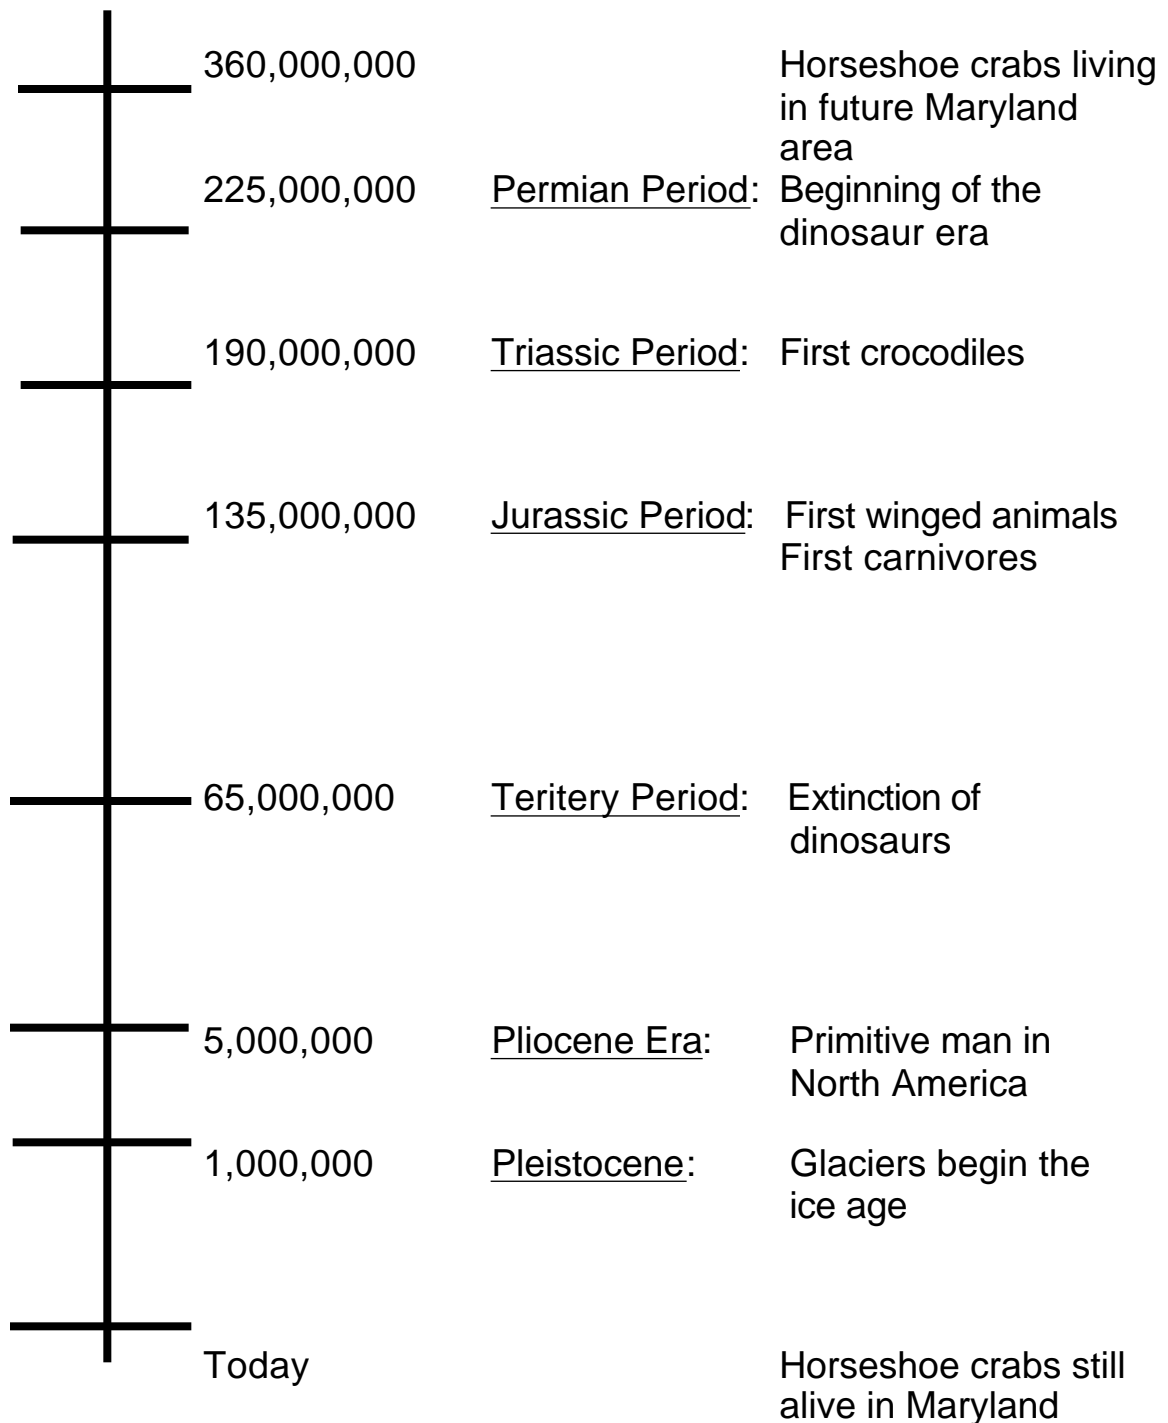 360,000,000 Horseshoe crabs living
in future Maryland
area
225,000,000 Permian Period: Beginning of the
dinosaur era
190,000,000 Triassic Period: First crocodiles
135,000,000 Jurassic Period: First winged animals
First carnivores
65,000,000 Teritery Period: Extinction of
dinosaurs
5,000,000 Pliocene Era: Primitive man in
North America
1,000,000 Pleistocene: Glaciers begin the
ice age
Today Horseshoe crabs still
alive in Maryland